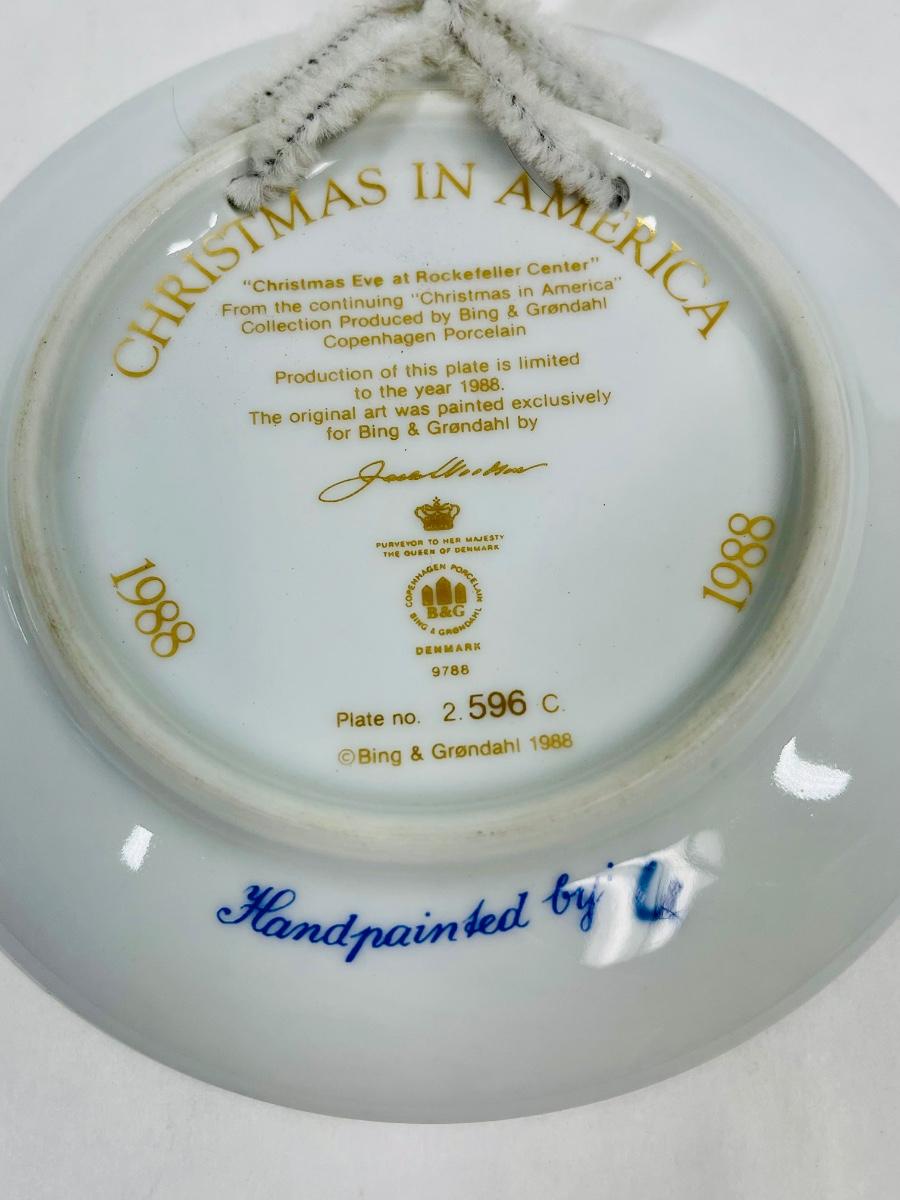 CHRISTMAS IN AMERICA
"Christmas Eve at Rockefeller Center"
From the continuing "Christmas in America"
Collection Produced by Bing & Grøndahl
Copenhagen Porcelain
Production of this plate is limited
to the year 1988.
The original art was painted exclusively
for Bing & Grøndahl by
Jack Woodson
PURVEYOR TO HER MAJESTY
THE QUEEN OF DENMARK
COPENHAGEN PORCELAIN
B&G
BING & GRØNDAHL
DENMARK
9788
1988
1988
Plate no. 2.596 C.
©Bing & Grøndahl 1988
Handpainted by